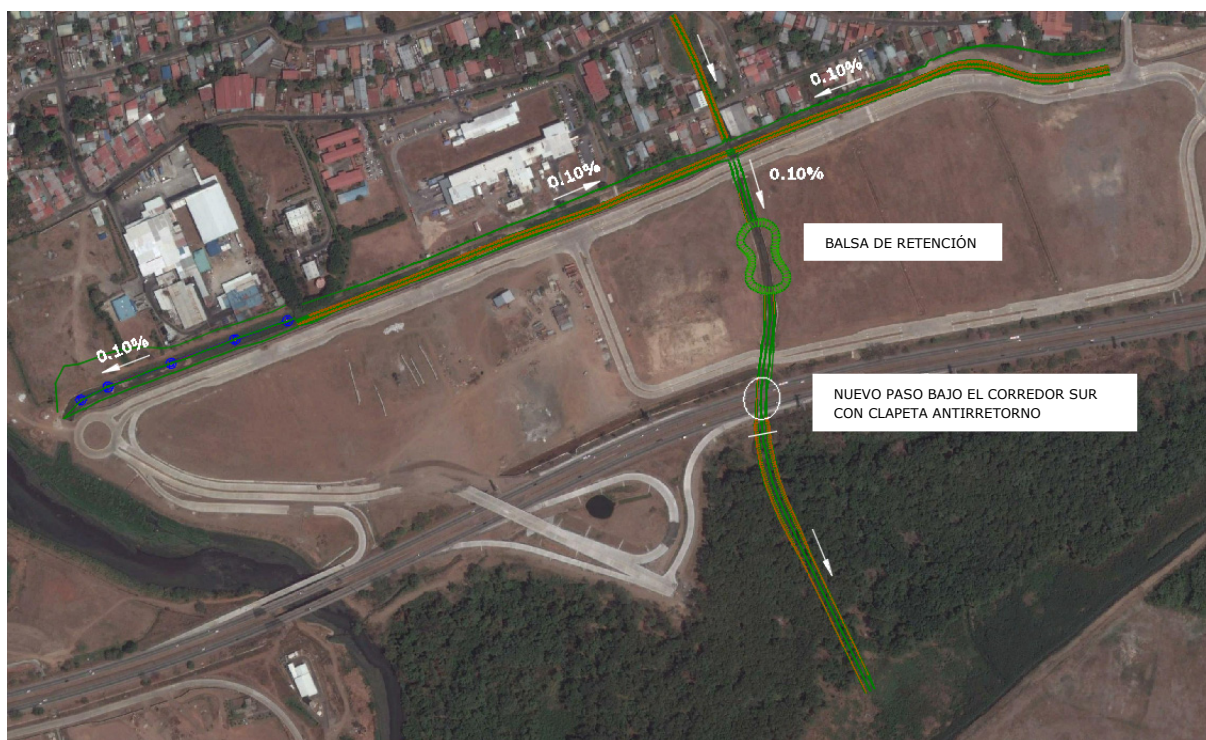 0.10%
0.10%
0.10%
BALSA DE RETENCIÓN
0.10%
NUEVO PASO BAJO EL CORREDOR SUR
CON CLAPETA ANTIRRETORNO